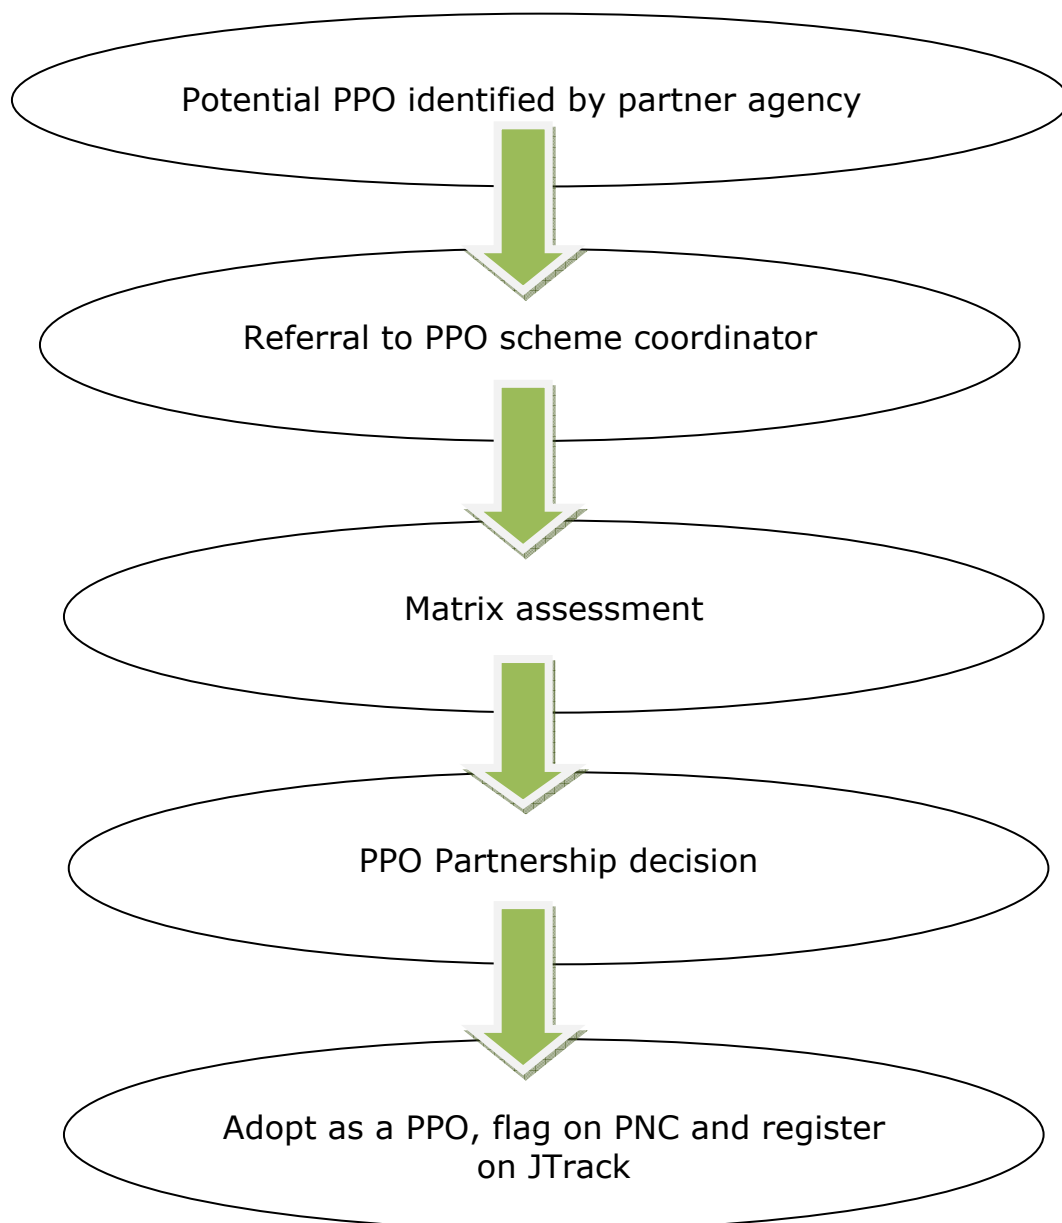 Potential PPO identified by partner agency
Referral to PPO scheme coordinator
Matrix assessment
PPO Partnership decision
Adopt as a PPO, flag on PNC and register
on JTrack